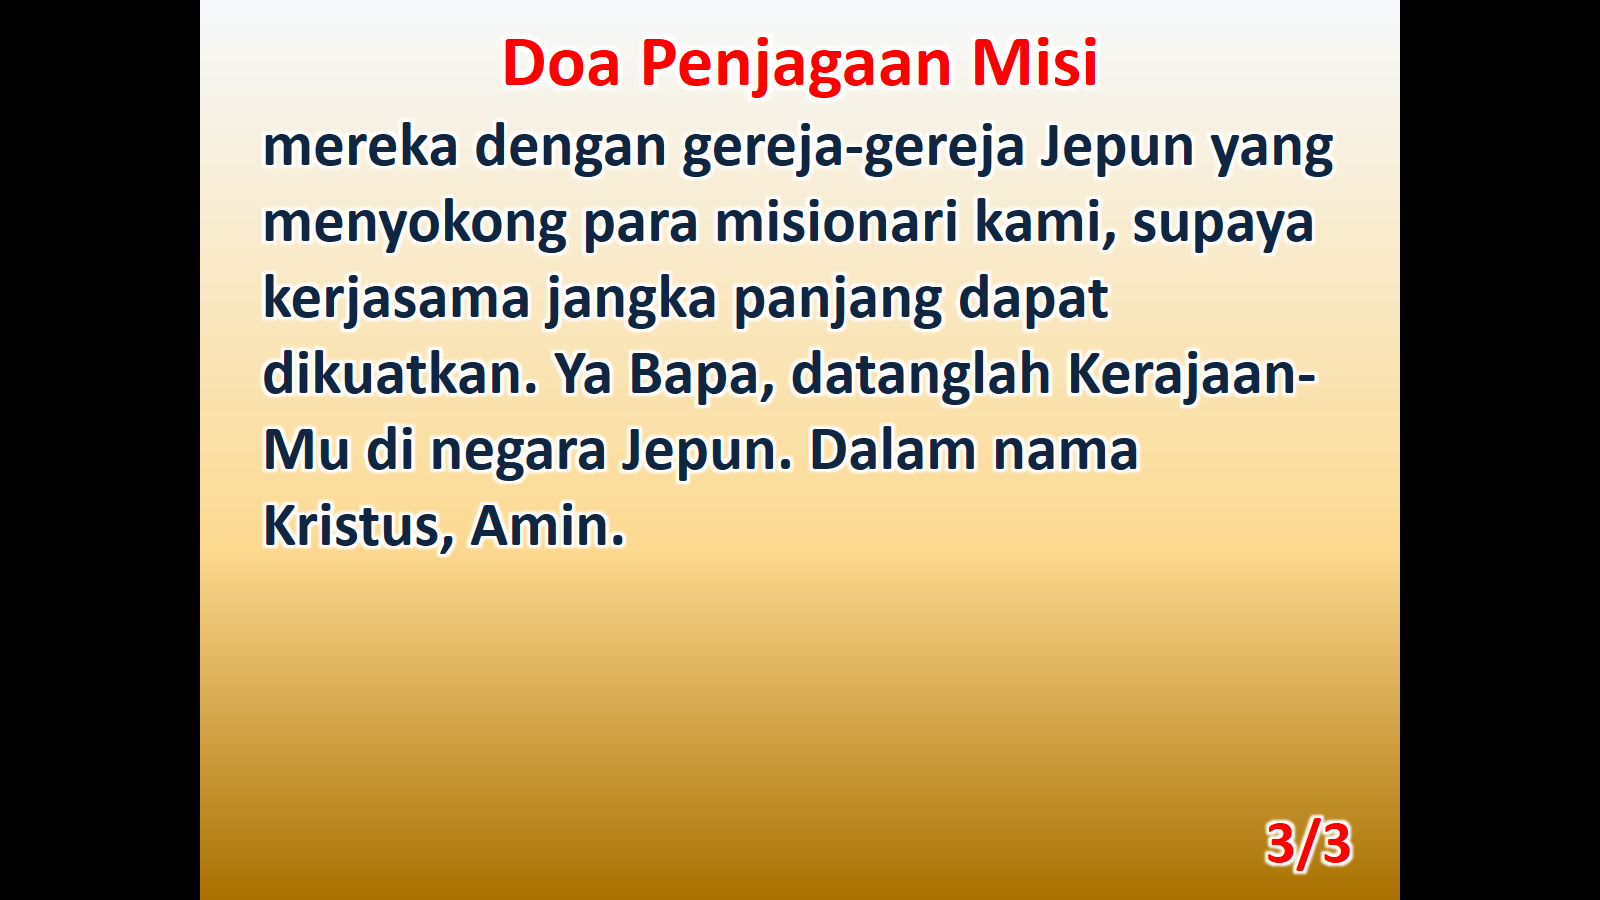 Doa Penjagaan Misi
mereka dengan gereja-gereja Jepun yang
menyokong para misionari kami, supaya
kerjasama jangka panjang dapat
dikuatkan. Ya Bapa, datanglah Kerajaan-
Mu di negara Jepun. Dalam nama
Kristus, Amin.
3/3